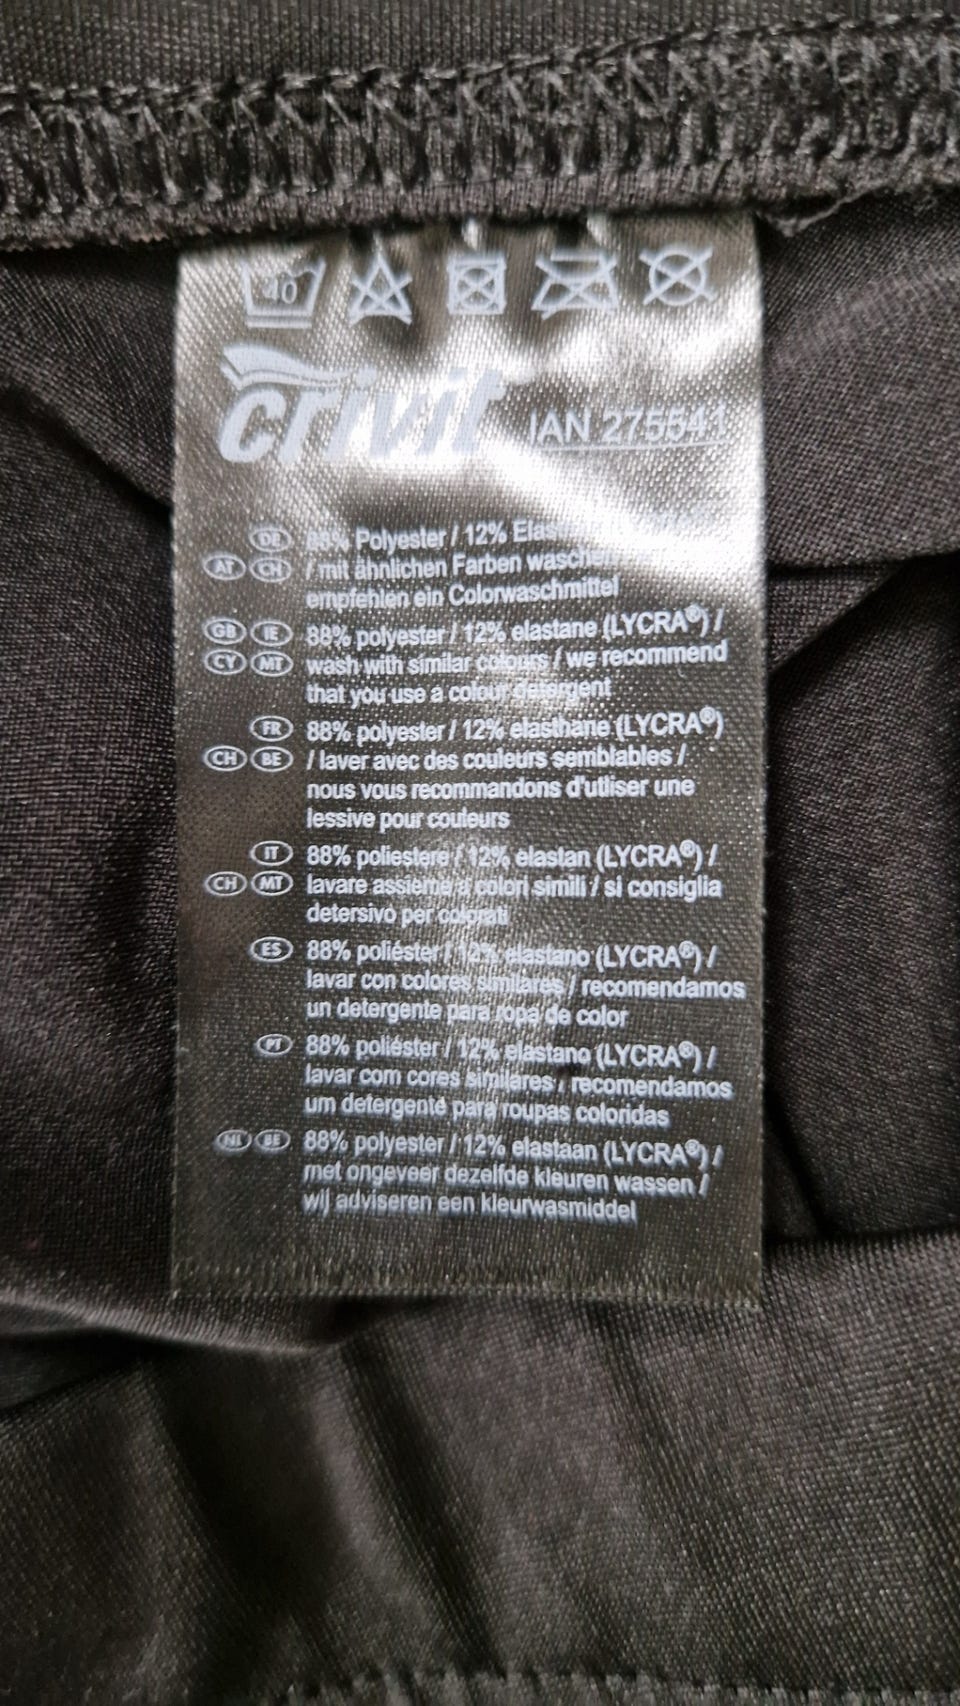 40
crivit IAN 275541
DE 88% Polyester / 12%
AT CH / mit ähnlichen Farben
empfehlen ein Colorwaschmittel
GB IE 88% polyester / 12% elastane (LYCRA®) /
CY MT wash with similar colours / we recommend
that you use a colour detergent
FR 88% polyester / 12% elasthane (LYCRA®)
CH BE / laver avec des couleurs semblables /
nous vous recommandons d'utliser une
lessive pour couleurs
IT 88% poliestere / 12% elastan (LYCRA®) /
CH MT lavare assieme a colori simili / si consiglia
detersivo per colorati
ES 88% poliéster / 12% elastano (LYCRA®) /
lavar con colores similares / recomendamos
un detergente para ropa de color
PT 88% poliéster / 12% elastano (LYCRA®) /
lavar com cores similares / recomendamos
um detergente para roupas coloridas
NL BE 88% polyester / 12% elastaan (LYCRA®) /
met ongeveer dezelfde kleuren wassen /
wij adviseren een kleurwasmiddel